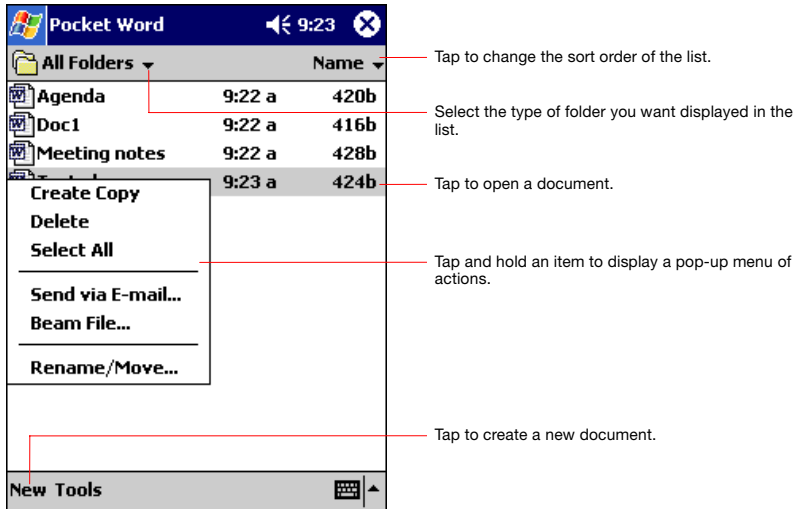 Pocket Word 9:23
All Folders Name
Agenda 9:22 a 420b
Doc1 9:22 a 416b
Meeting notes 9:22 a 428b
9:23 a 424b
Create Copy
Delete
Select All
Send via E-mail...
Beam File...
Rename/Move...
New Tools
Tap to change the sort order of the list.
Select the type of folder you want displayed in the
list.
Tap to open a document.
Tap and hold an item to display a pop-up menu of
actions.
Tap to create a new document.